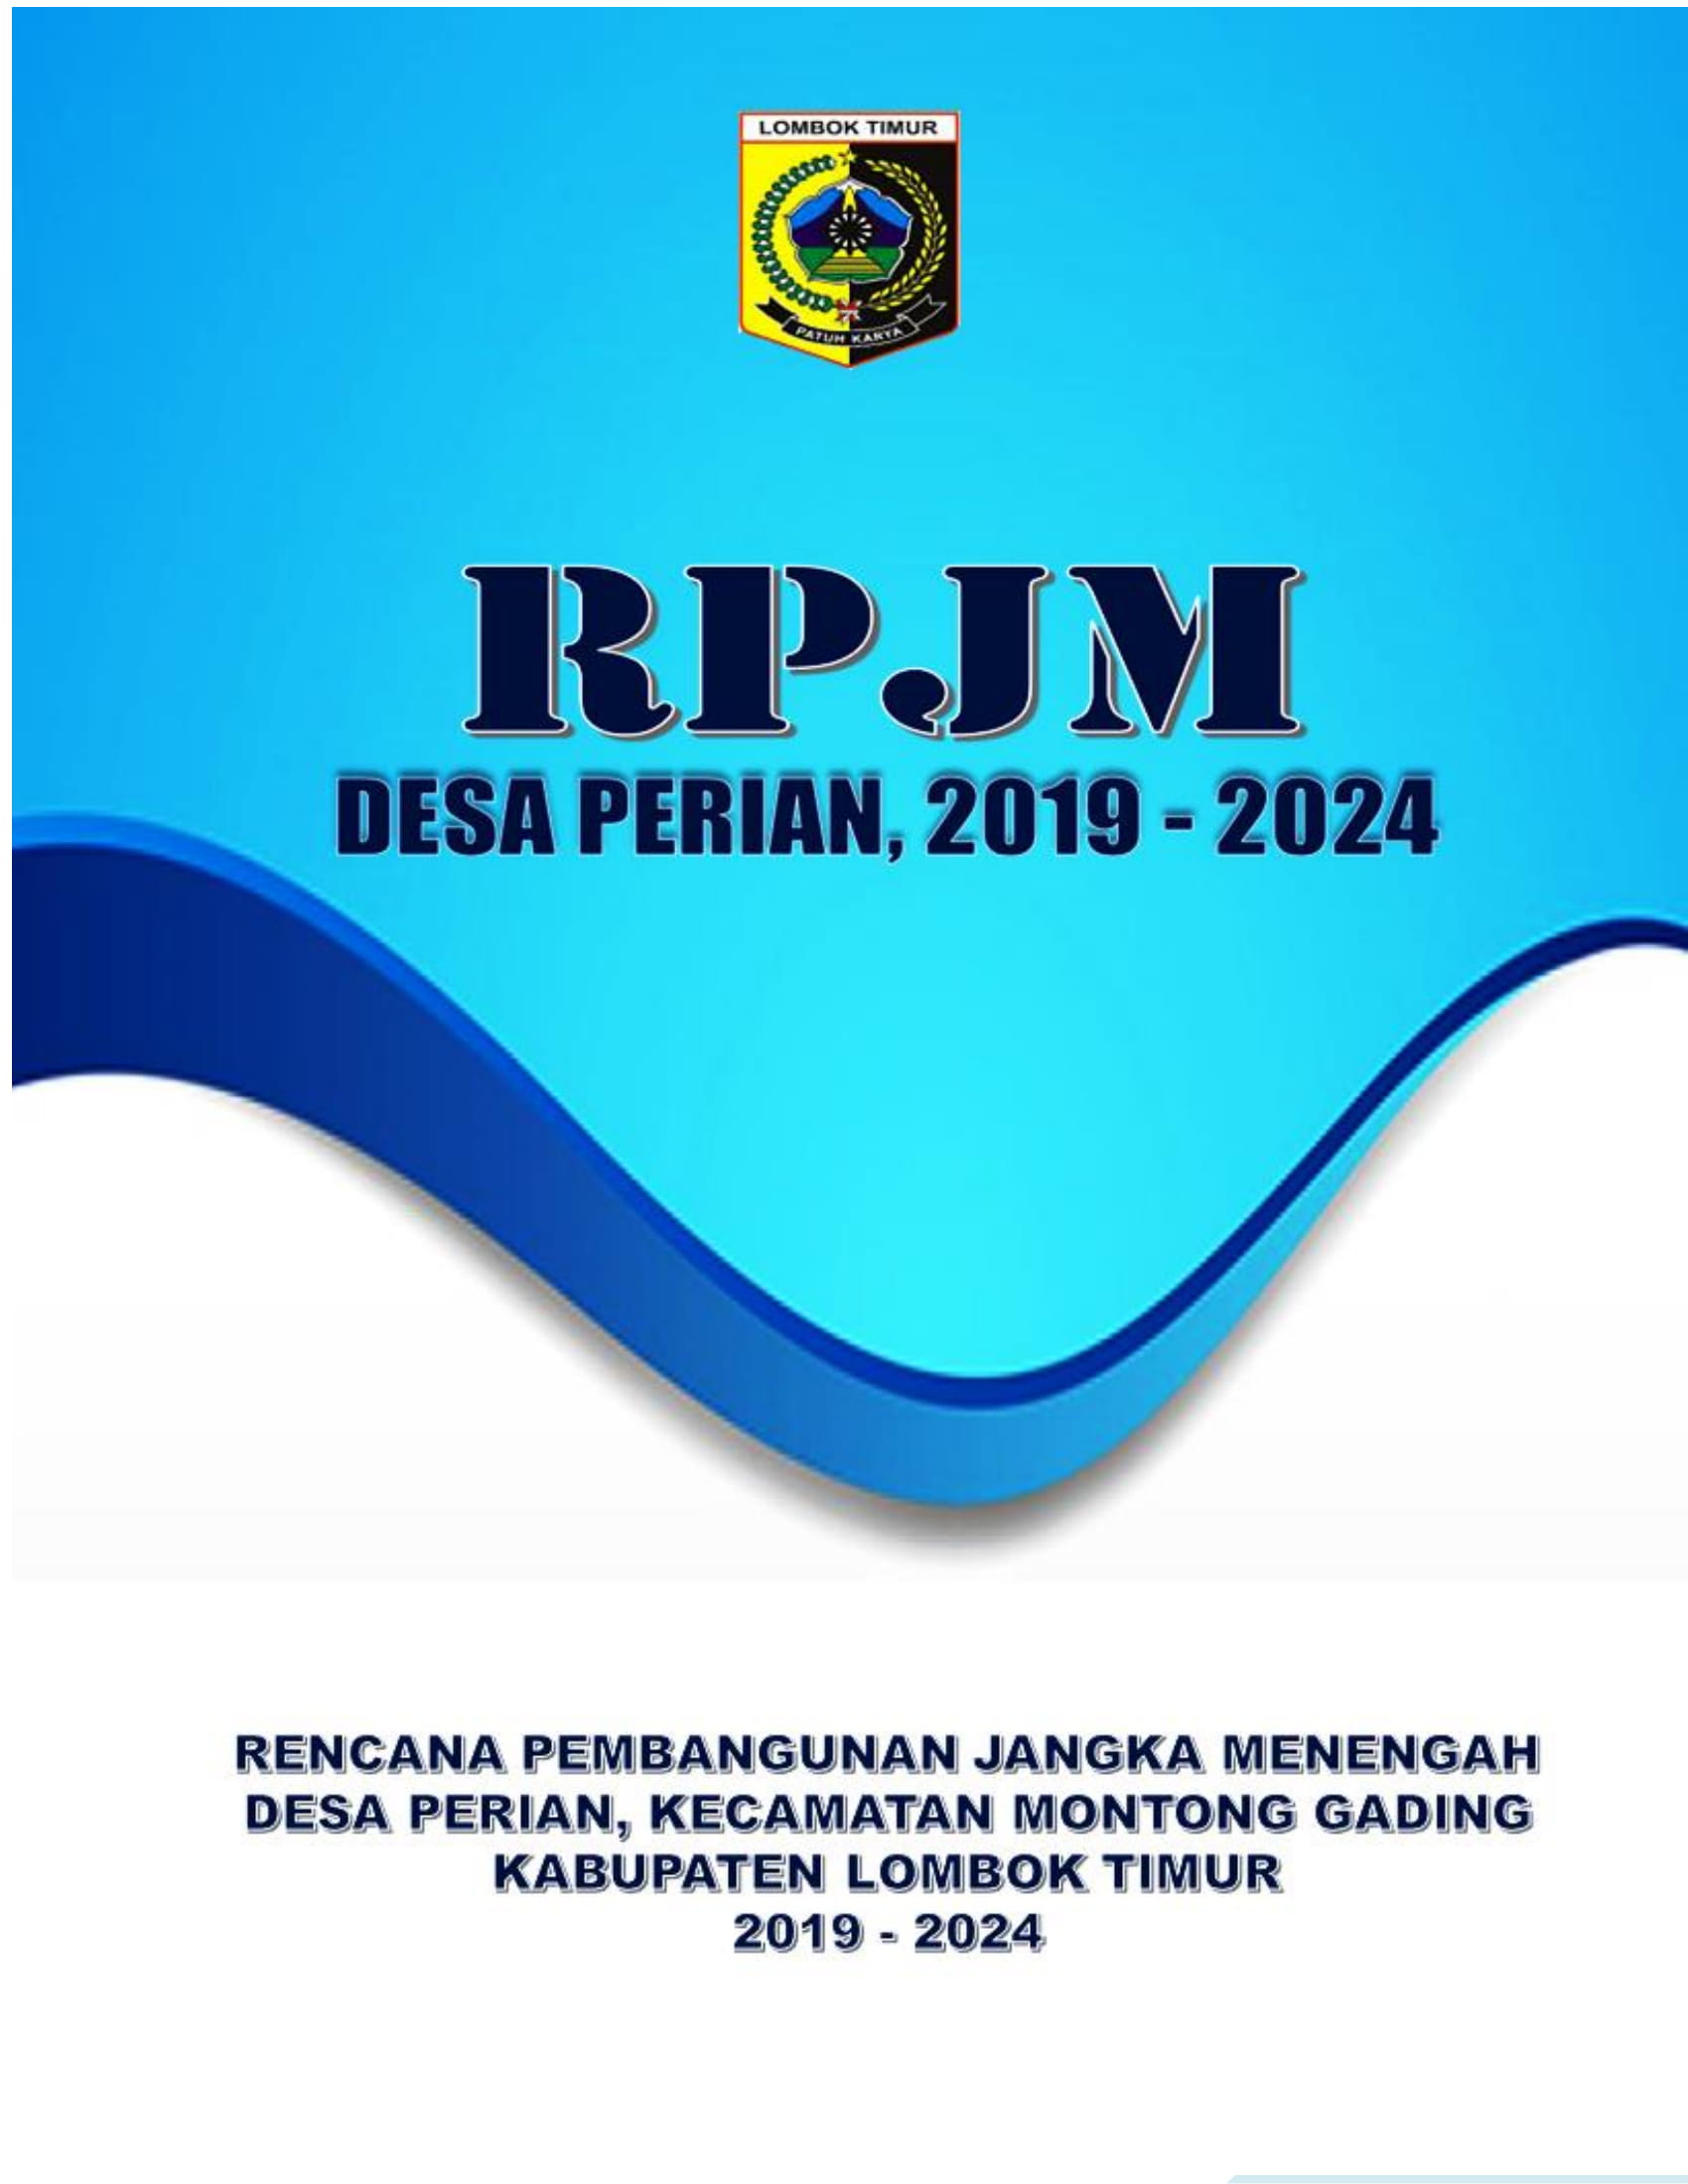 LOMBOK TIMUR
PATUH KARYA
RPJM
DESA PERIAN, 2019 - 2024
RENCANA PEMBANGUNAN JANGKA MENENGAH
DESA PERIAN, KECAMATAN MONTONG GADING
KABUPATEN LOMBOK TIMUR
2019 - 2024